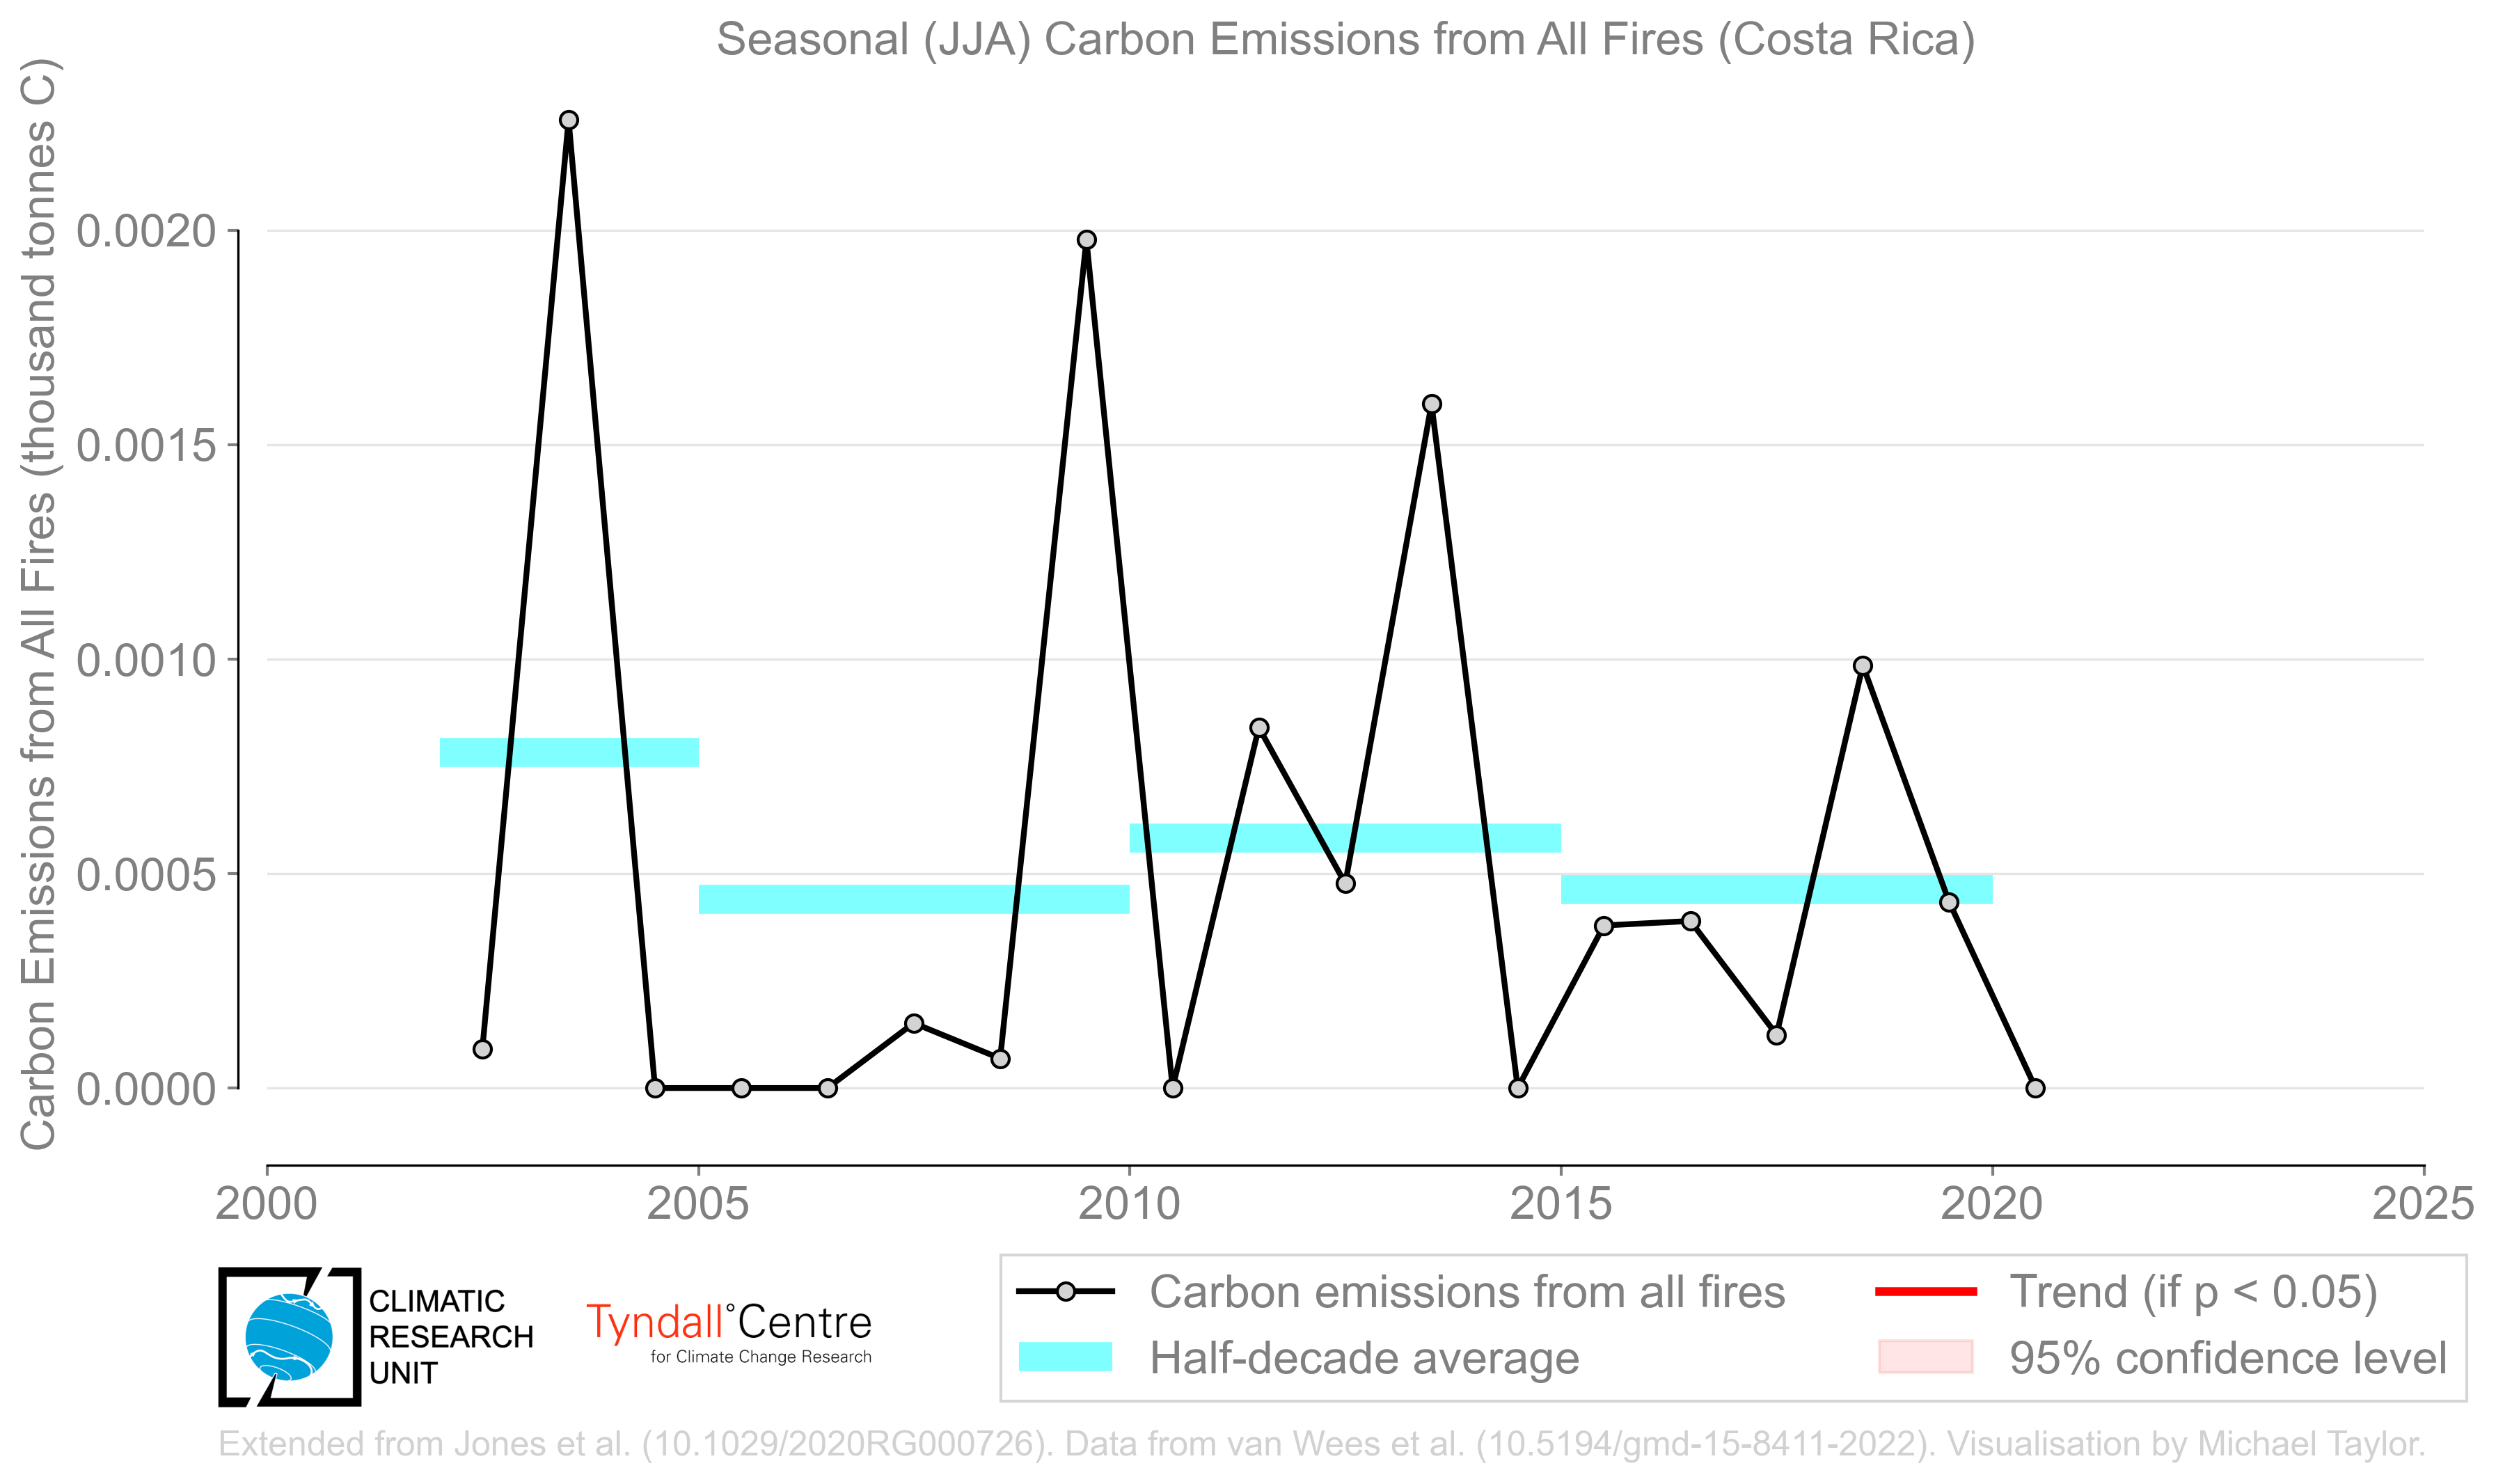 Seasonal (JJA) Carbon Emissions from All Fires (Costa Rica)
Carbon Emissions from All Fires (thousand tonnes C)
0.0020
0.0015
0.0010
0.0005
0.0000
2000 2005 2010 2015 2020 2025
CLIMATIC
RESEARCH
UNIT
Tyndall°Centre
for Climate Change Research
Carbon emissions from all fires
Half-decade average
Trend (if p < 0.05)
95% confidence level
Extended from Jones et al. (10.1029/2020RG000726). Data from van Wees et al. (10.5194/gmd-15-8411-2022). Visualisation by Michael Taylor.